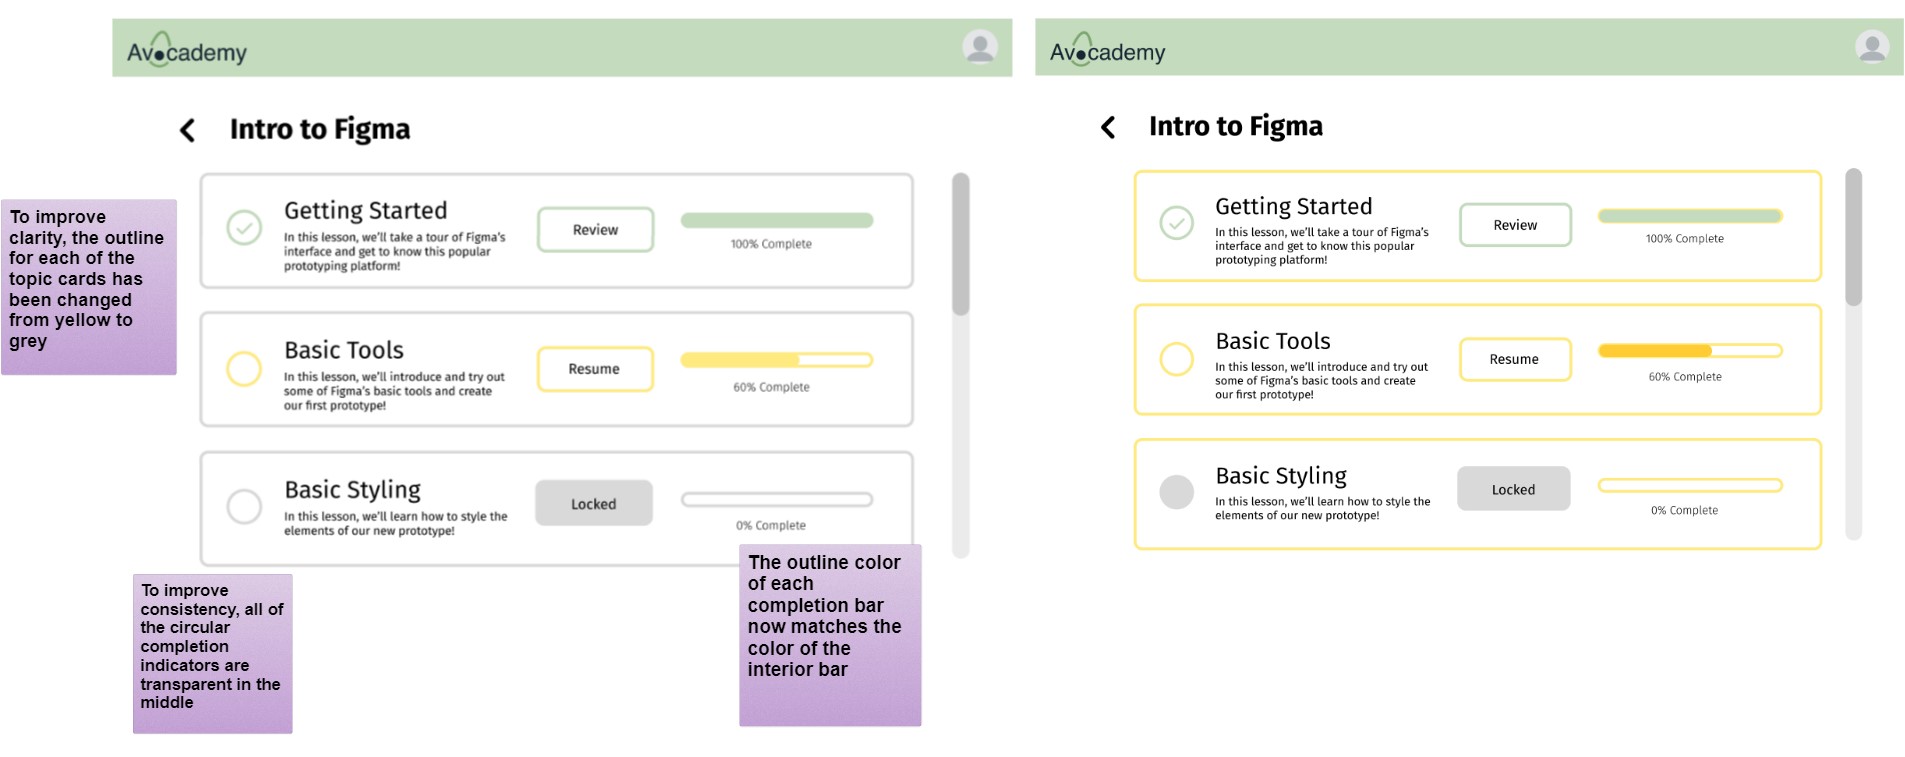 Avocademy
Intro to Figma
To improve
clarity, the outline
for each of the
topic cards has
been changed
from yellow to
grey
Getting Started
In this lesson, we'll take a tour of Figma's
interface and get to know this popular
prototyping platform!
Review
100% Complete
Basic Tools
In this lesson, we'll introduce and try out
some of Figma's basic tools and create
our first prototype!
Resume
60% Complete
Basic Styling
In this lesson, we'll learn how to style the
elements of our new prototype!
Locked
0% Complete
To improve
consistency, all of
the circular
completion
indicators are
transparent in the
middle
The outline color
of each
completion bar
now matches the
color of the
interior bar
Avocademy
Intro to Figma
Getting Started
In this lesson, we'll take a tour of Figma's
interface and get to know this popular
prototyping platform!
Review
100% Complete
Basic Tools
In this lesson, we'll introduce and try out
some of Figma's basic tools and create
our first prototype!
Resume
60% Complete
Basic Styling
In this lesson, we'll learn how to style the
elements of our new prototype!
Locked
0% Complete